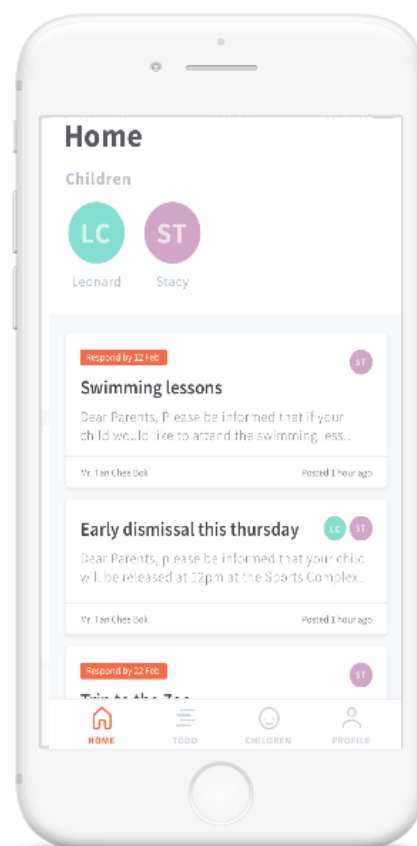 Home
Children
LC ST
Leonard Stacy
Respond by 12 Feb ST
Swimming lessons
Dear Parents, Please be informed that if your
child would like to attend the swimming less..
Mr. Tan Chee Bok Posted 1 hour ago
Early dismissal this thursday LC ST
Dear Parents, please be informed that your child
will be released at 12pm at the Sports Complex..
Mr. Tan Chee Bok Posted 1 hour ago
Respond by 22 Feb ST
Trip to the Zoo
HOME TODO CHILDREN PROFILE